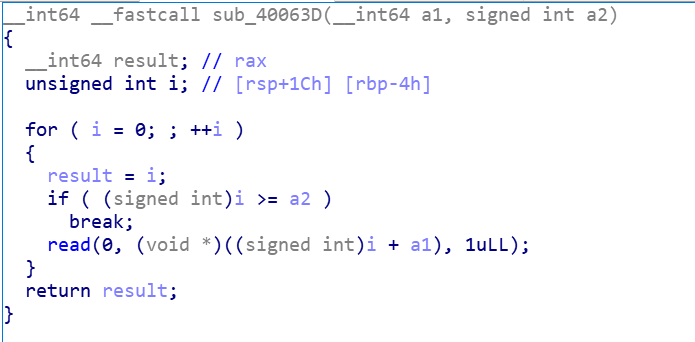 __int64 __fastcall sub_40063D(__int64 a1, signed int a2)
{
  __int64 result; // rax
  unsigned int i; // [rsp+1Ch] [rbp-4h]

  for ( i = 0; ; ++i )
  {
    result = i;
    if ( (signed int)i >= a2 )
      break;
    read(0, (void *)((signed int)i + a1), 1uLL);
  }
  return result;
}